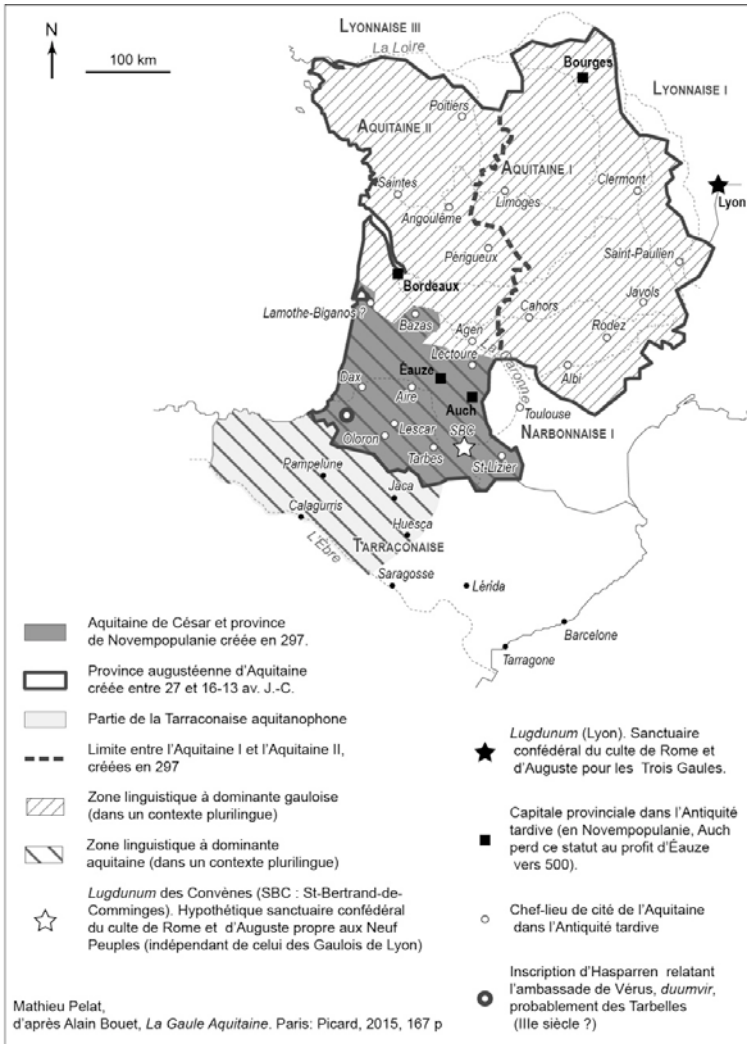 LYONNAISE III
N
La Loire
100 km
Bourges
LYONNAISE I
Poitiers
AQUITAINE II
AQUITAINE I
Saintes
Limoges
Clermont
Lyon
Angoulême
Périgueux
Saint-Paulien
Bordeaux
Javols
Lamothe-Biganos ?
Cahors
Bazas
Rodez
Agen
La Garonne
Lectoure
Albi
Éauze
Dax
Aire
Auch
Toulouse
Lescar
SBC
NARBONNAISE I
Oloron
Tarbes
St-Lizier
Pampelune
Jaca
Calagurris
Huesca
L'Èbre
TARRACONAISE
Saragosse
Lérida
Barcelone
Tarragone
Aquitaine de César et province
de Novempopulanie créée en 297.
Province augustéenne d'Aquitaine
créée entre 27 et 16-13 av. J.-C.
Partie de la Tarraconaise aquitanophone
Limite entre l'Aquitaine I et l'Aquitaine II,
créées en 297
Zone linguistique à dominante gauloise
(dans un contexte plurilingue)
Zone linguistique à dominante
aquitaine (dans un contexte plurilingue)
Lugdunum des Convènes (SBC : St-Bertrand-de-
Comminges). Hypothétique sanctuaire confédéral
du culte de Rome et d'Auguste propre aux Neuf
Peuples (indépendant de celui des Gaulois de Lyon)
Lugdunum (Lyon). Sanctuaire
confédéral du culte de Rome et
d'Auguste pour les Trois Gaules.
Capitale provinciale dans l'Antiquité
tardive (en Novempopulanie, Auch
perd ce statut au profit d'Éauze
vers 500).
Chef-lieu de cité de l'Aquitaine
dans l'Antiquité tardive
Inscription d'Hasparren relatant
l'ambassade de Vérus, duumvir,
probablement des Tarbelles
(IIIe siècle ?)
Mathieu Pelat,
d'après Alain Bouet, La Gaule Aquitaine. Paris: Picard, 2015, 167 p